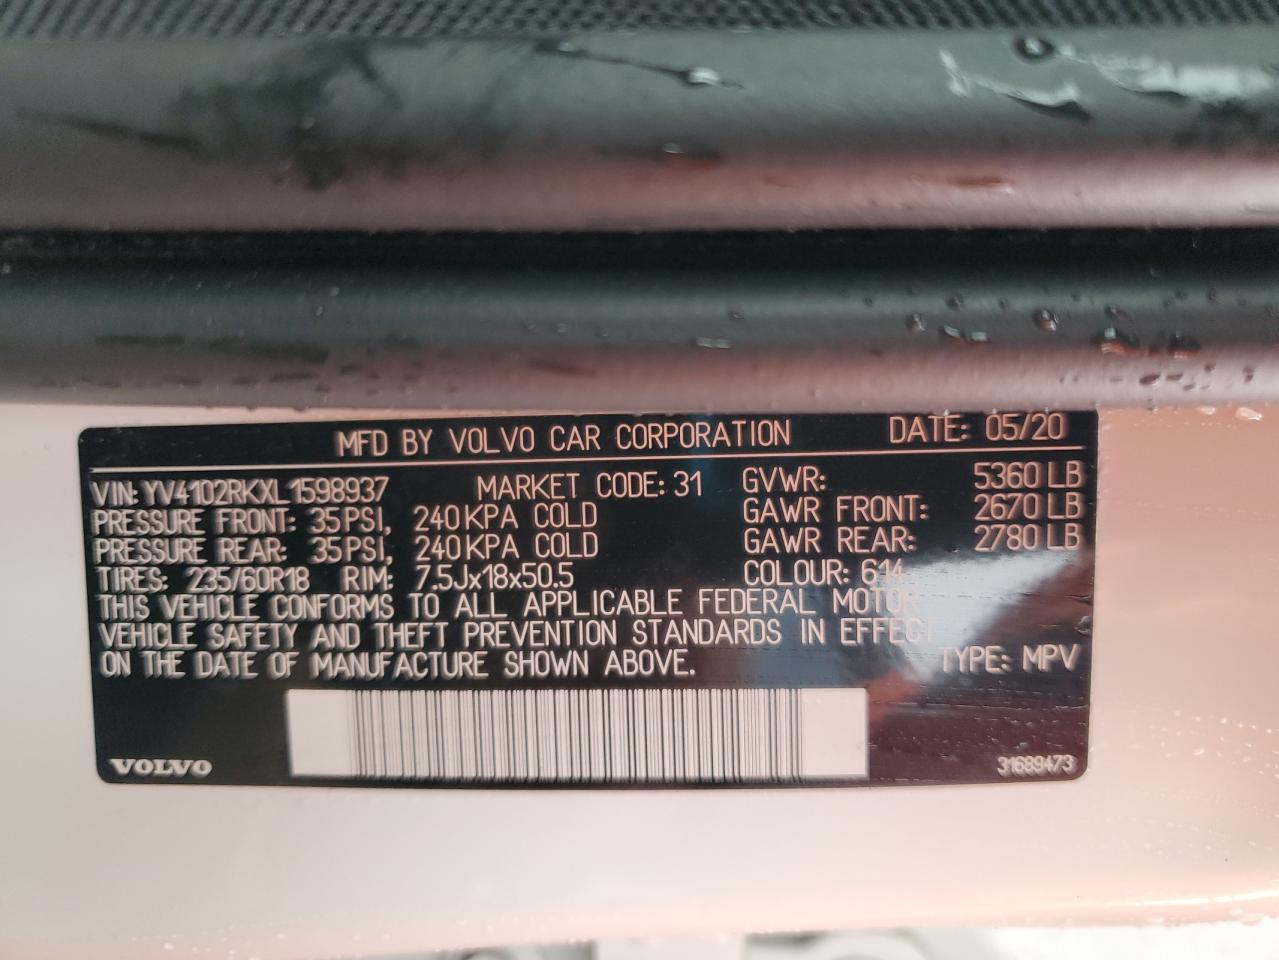 MFD BY VOLVO CAR CORPORATION DATE: 05/20
VIN: YV4102RKXL1598937 MARKET CODE: 31 GVWR: 5360 LB
PRESSURE FRONT: 35 PSI, 240 KPA COLD GAWR FRONT: 2670 LB
PRESSURE REAR: 35 PSI, 240 KPA COLD GAWR REAR: 2780 LB
TIRES: 235/60R18 RIM: 7.5Jx18x50.5 COLOUR: 614
THIS VEHICLE CONFORMS TO ALL APPLICABLE FEDERAL MOTOR
VEHICLE SAFETY AND THEFT PREVENTION STANDARDS IN EFFECT
ON THE DATE OF MANUFACTURE SHOWN ABOVE. TYPE: MPV
VOLVO 31689473